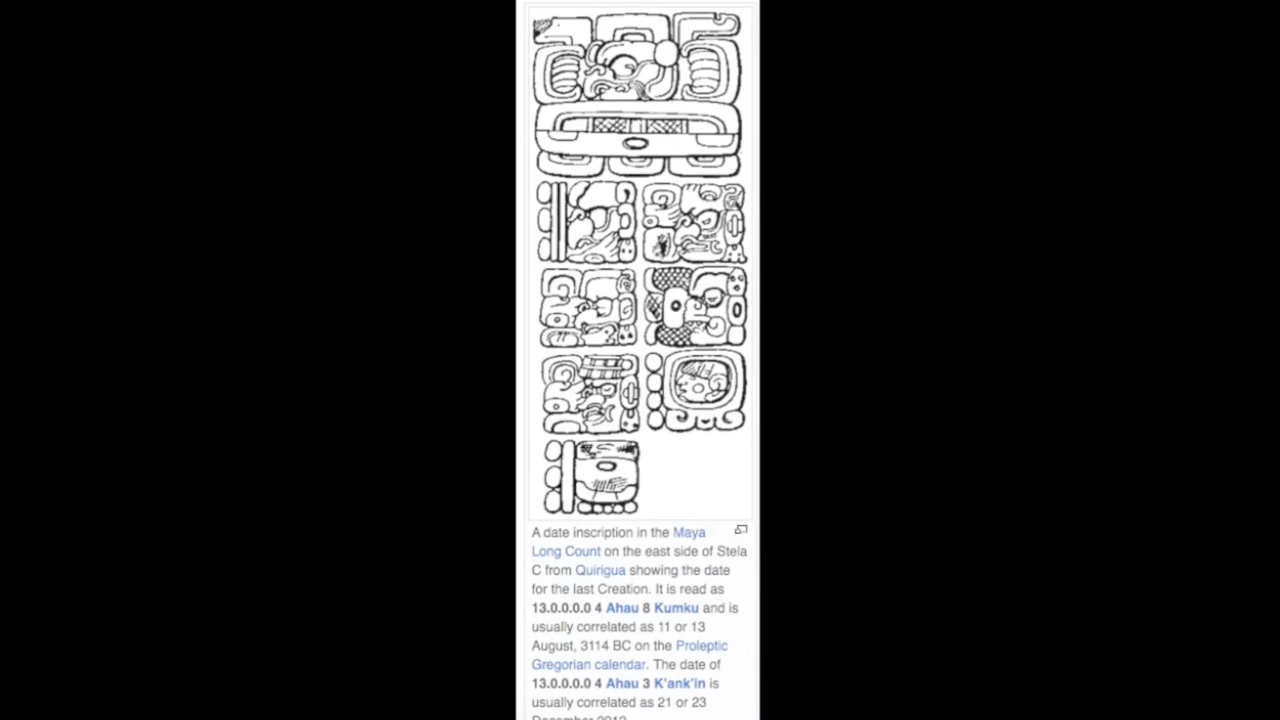 A date inscription in the Maya
Long Count on the east side of Stela
C from Quirigua showing the date
for the last Creation. It is read as
13.0.0.0.0 4 Ahau 8 Kumku and is
usually correlated as 11 or 13
August, 3114 BC on the Proleptic
Gregorian calendar. The date of
13.0.0.0.0 4 Ahau 3 K'ank'in is
usually correlated as 21 or 23